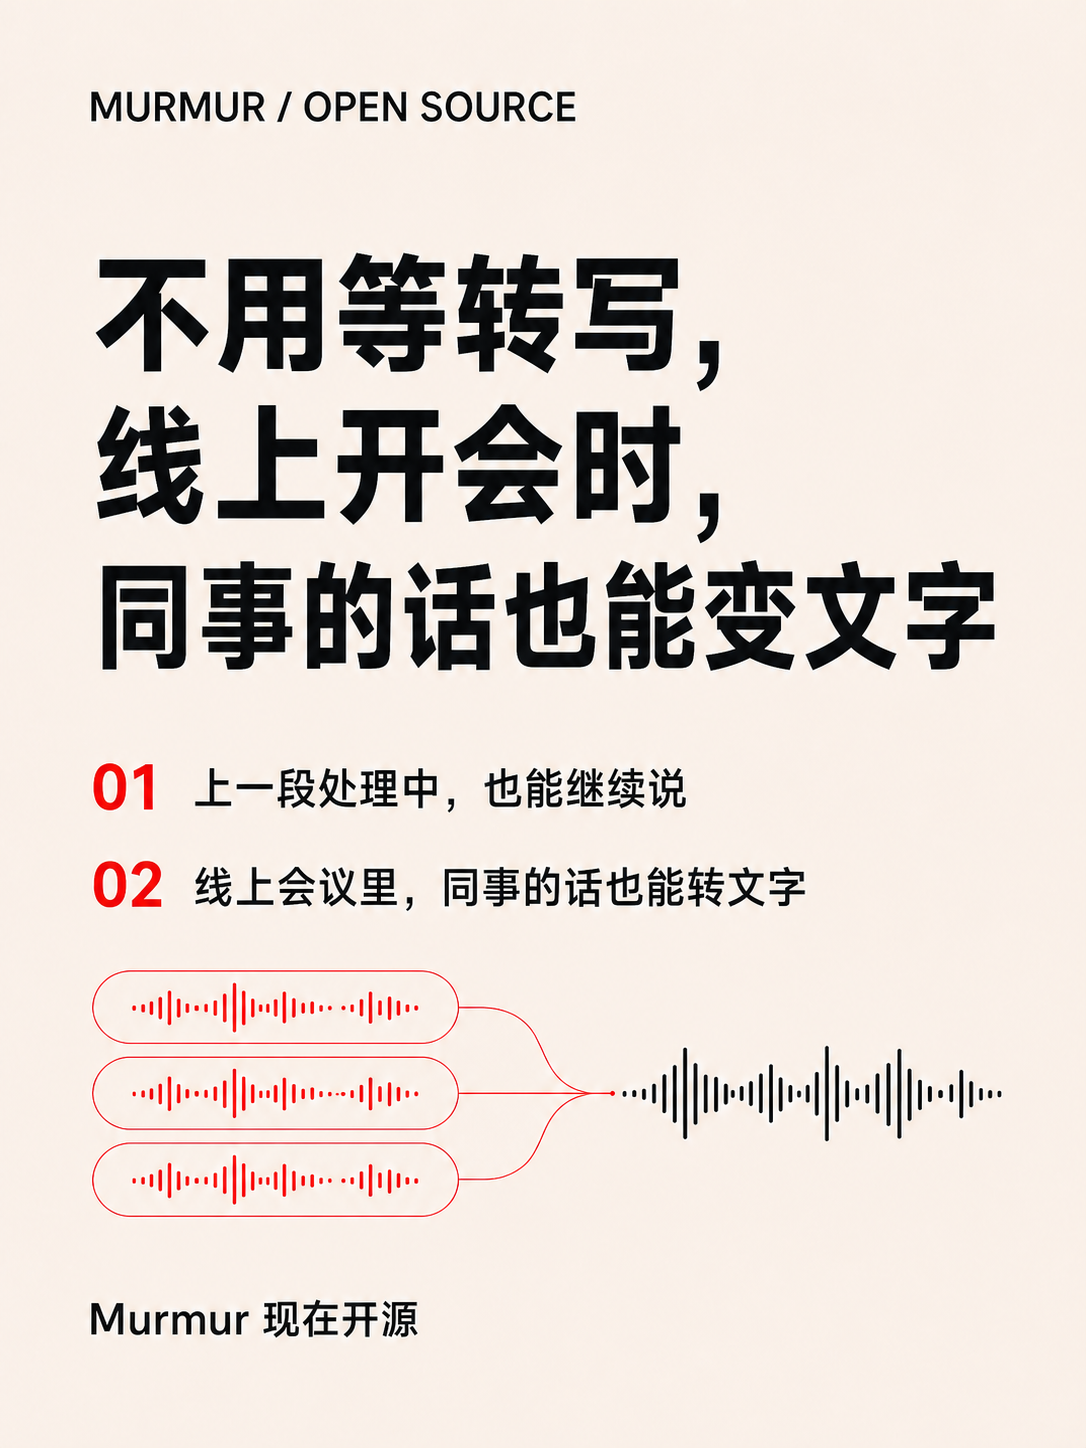 MURMUR / OPEN SOURCE
不用等转写，
线上开会时，
同事的话也能变文字
01 上一段处理中，也能继续说
02 线上会议里，同事的话也能转文字
Murmur 现在开源